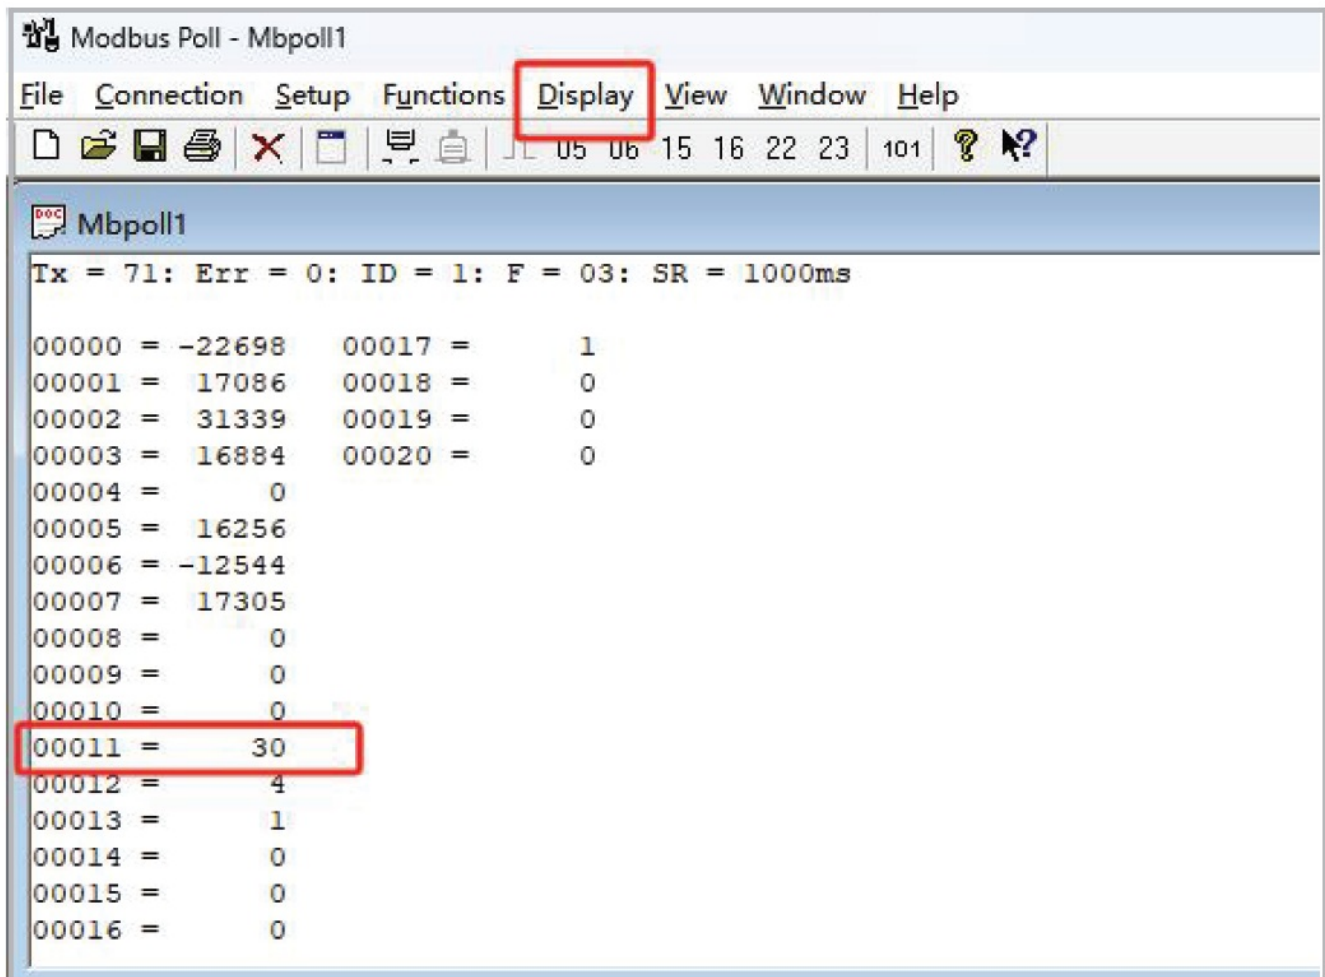 Modbus Poll - Mbpoll1
File Connection Setup Functions Display View Window Help
05 06 15 16 22 23 101
DOC Mbpoll1
Tx = 71: Err = 0: ID = 1: F = 03: SR = 1000ms
00000 = -22698 00017 = 1
00001 = 17086 00018 = 0
00002 = 31339 00019 = 0
00003 = 16884 00020 = 0
00004 = 0
00005 = 16256
00006 = -12544
00007 = 17305
00008 = 0
00009 = 0
00010 = 0
00011 = 30
00012 = 4
00013 = 1
00014 = 0
00015 = 0
00016 = 0